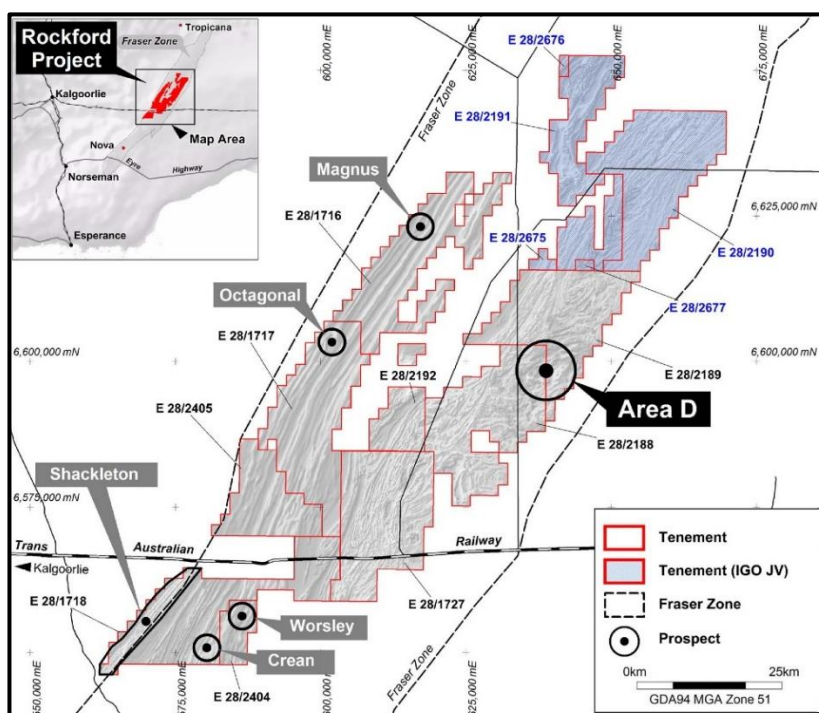 Rockford
Project
Tropicana
Fraser Zone
Kalgoorlie
Map Area
Nova
Eyre
Highway
Norseman
Esperance
600,000 mE
625,000 mE
650,000 mE
675,000 mE
Fraser Zone
E 28/2676
E 28/2191
Magnus
E 28/1716
6,625,000 mN
E 28/2675
E 28/2190
Octagonal
E 28/2677
E 28/1717
6,600,000 mN
6,600,000 mN
E 28/2192
E 28/2189
E 28/2405
Area D
E 28/2188
Shackleton
6,575,000 mN
Trans
Australian
Railway
Kalgoorlie
E 28/1718
E 28/1727
Worsley
Crean
E 28/2404
Fraser Zone
550,000 mE
575,000 mE
600,000 mE
625,000 mE
Tenement
Tenement (IGO JV)
Fraser Zone
Prospect
0km
25km
GDA94 MGA Zone 51